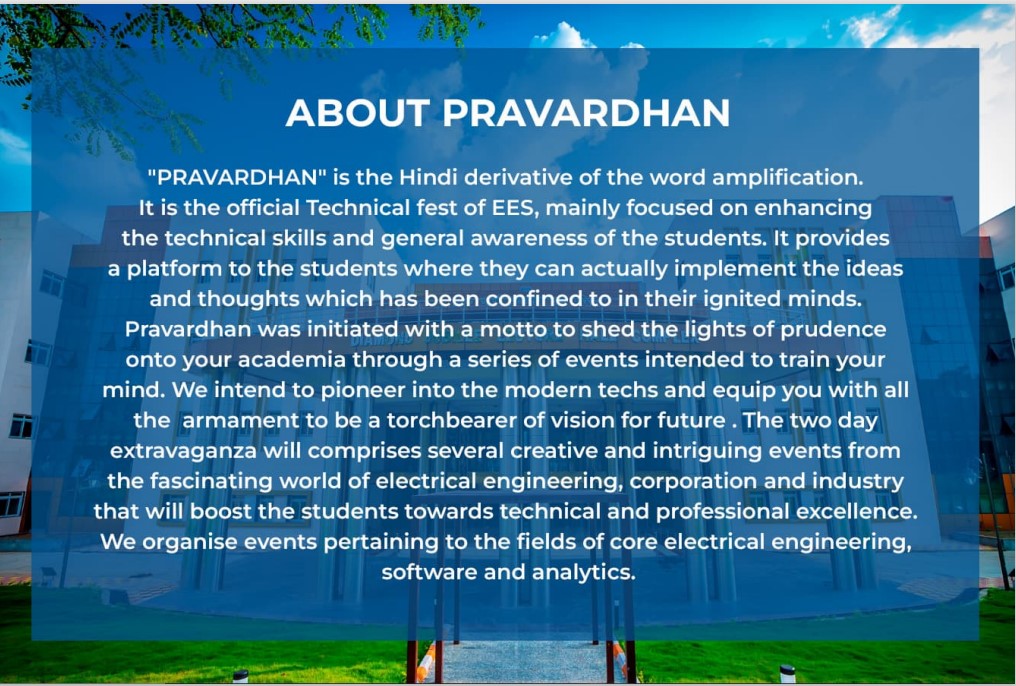 ABOUT PRAVARDHAN
"PRAVARDHAN" is the Hindi derivative of the word amplification.
It is the official Technical fest of EES, mainly focused on enhancing
the technical skills and general awareness of the students. It provides
a platform to the students where they can actually implement the ideas
and thoughts which has been confined to in their ignited minds.
Pravardhan was initiated with a motto to shed the lights of prudence
onto your academia through a series of events intended to train your
mind. We intend to pioneer into the modern techs and equip you with all
the  armament to be a torchbearer of vision for future . The two day
extravaganza will comprises several creative and intriguing events from
the fascinating world of electrical engineering, corporation and industry
that will boost the students towards technical and professional excellence.
We organise events pertaining to the fields of core electrical engineering,
software and analytics.